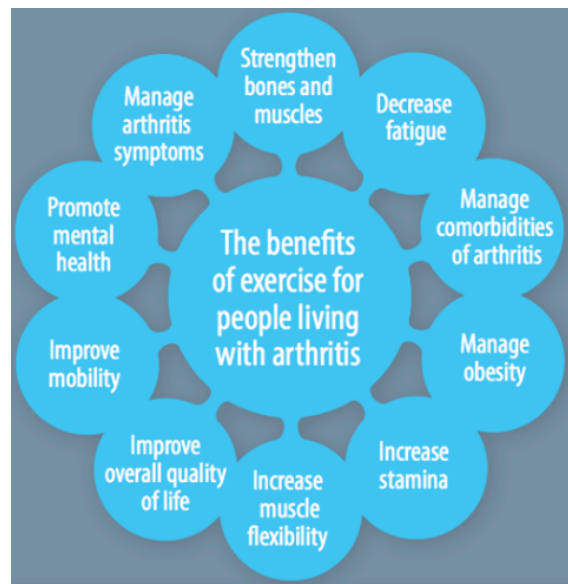 The benefits
of exercise for
people living
with arthritis
Strengthen
bones and
muscles
Decrease
fatigue
Manage
comorbidities
of arthritis
Manage
obesity
Increase
stamina
Increase
muscle
flexibility
Improve
overall quality
of life
Improve
mobility
Promote
mental
health
Manage
arthritis
symptoms